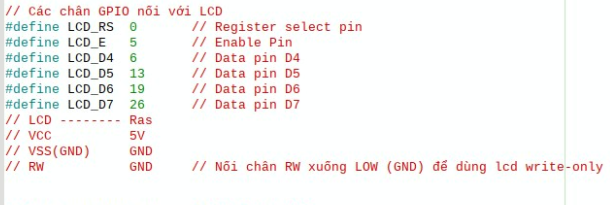 // Các chân GPIO nối với LCD
#define LCD_RS  0       // Register select pin
#define LCD_E   5       // Enable Pin
#define LCD_D4  6       // Data pin D4
#define LCD_D5  13      // Data pin D5
#define LCD_D6  19      // Data pin D6
#define LCD_D7  26      // Data pin D7
// LCD -------- Ras
// VCC          5V
// VSS(GND)     GND
// RW           GND     // Nối chân RW xuống LOW (GND) để dùng lcd write-only